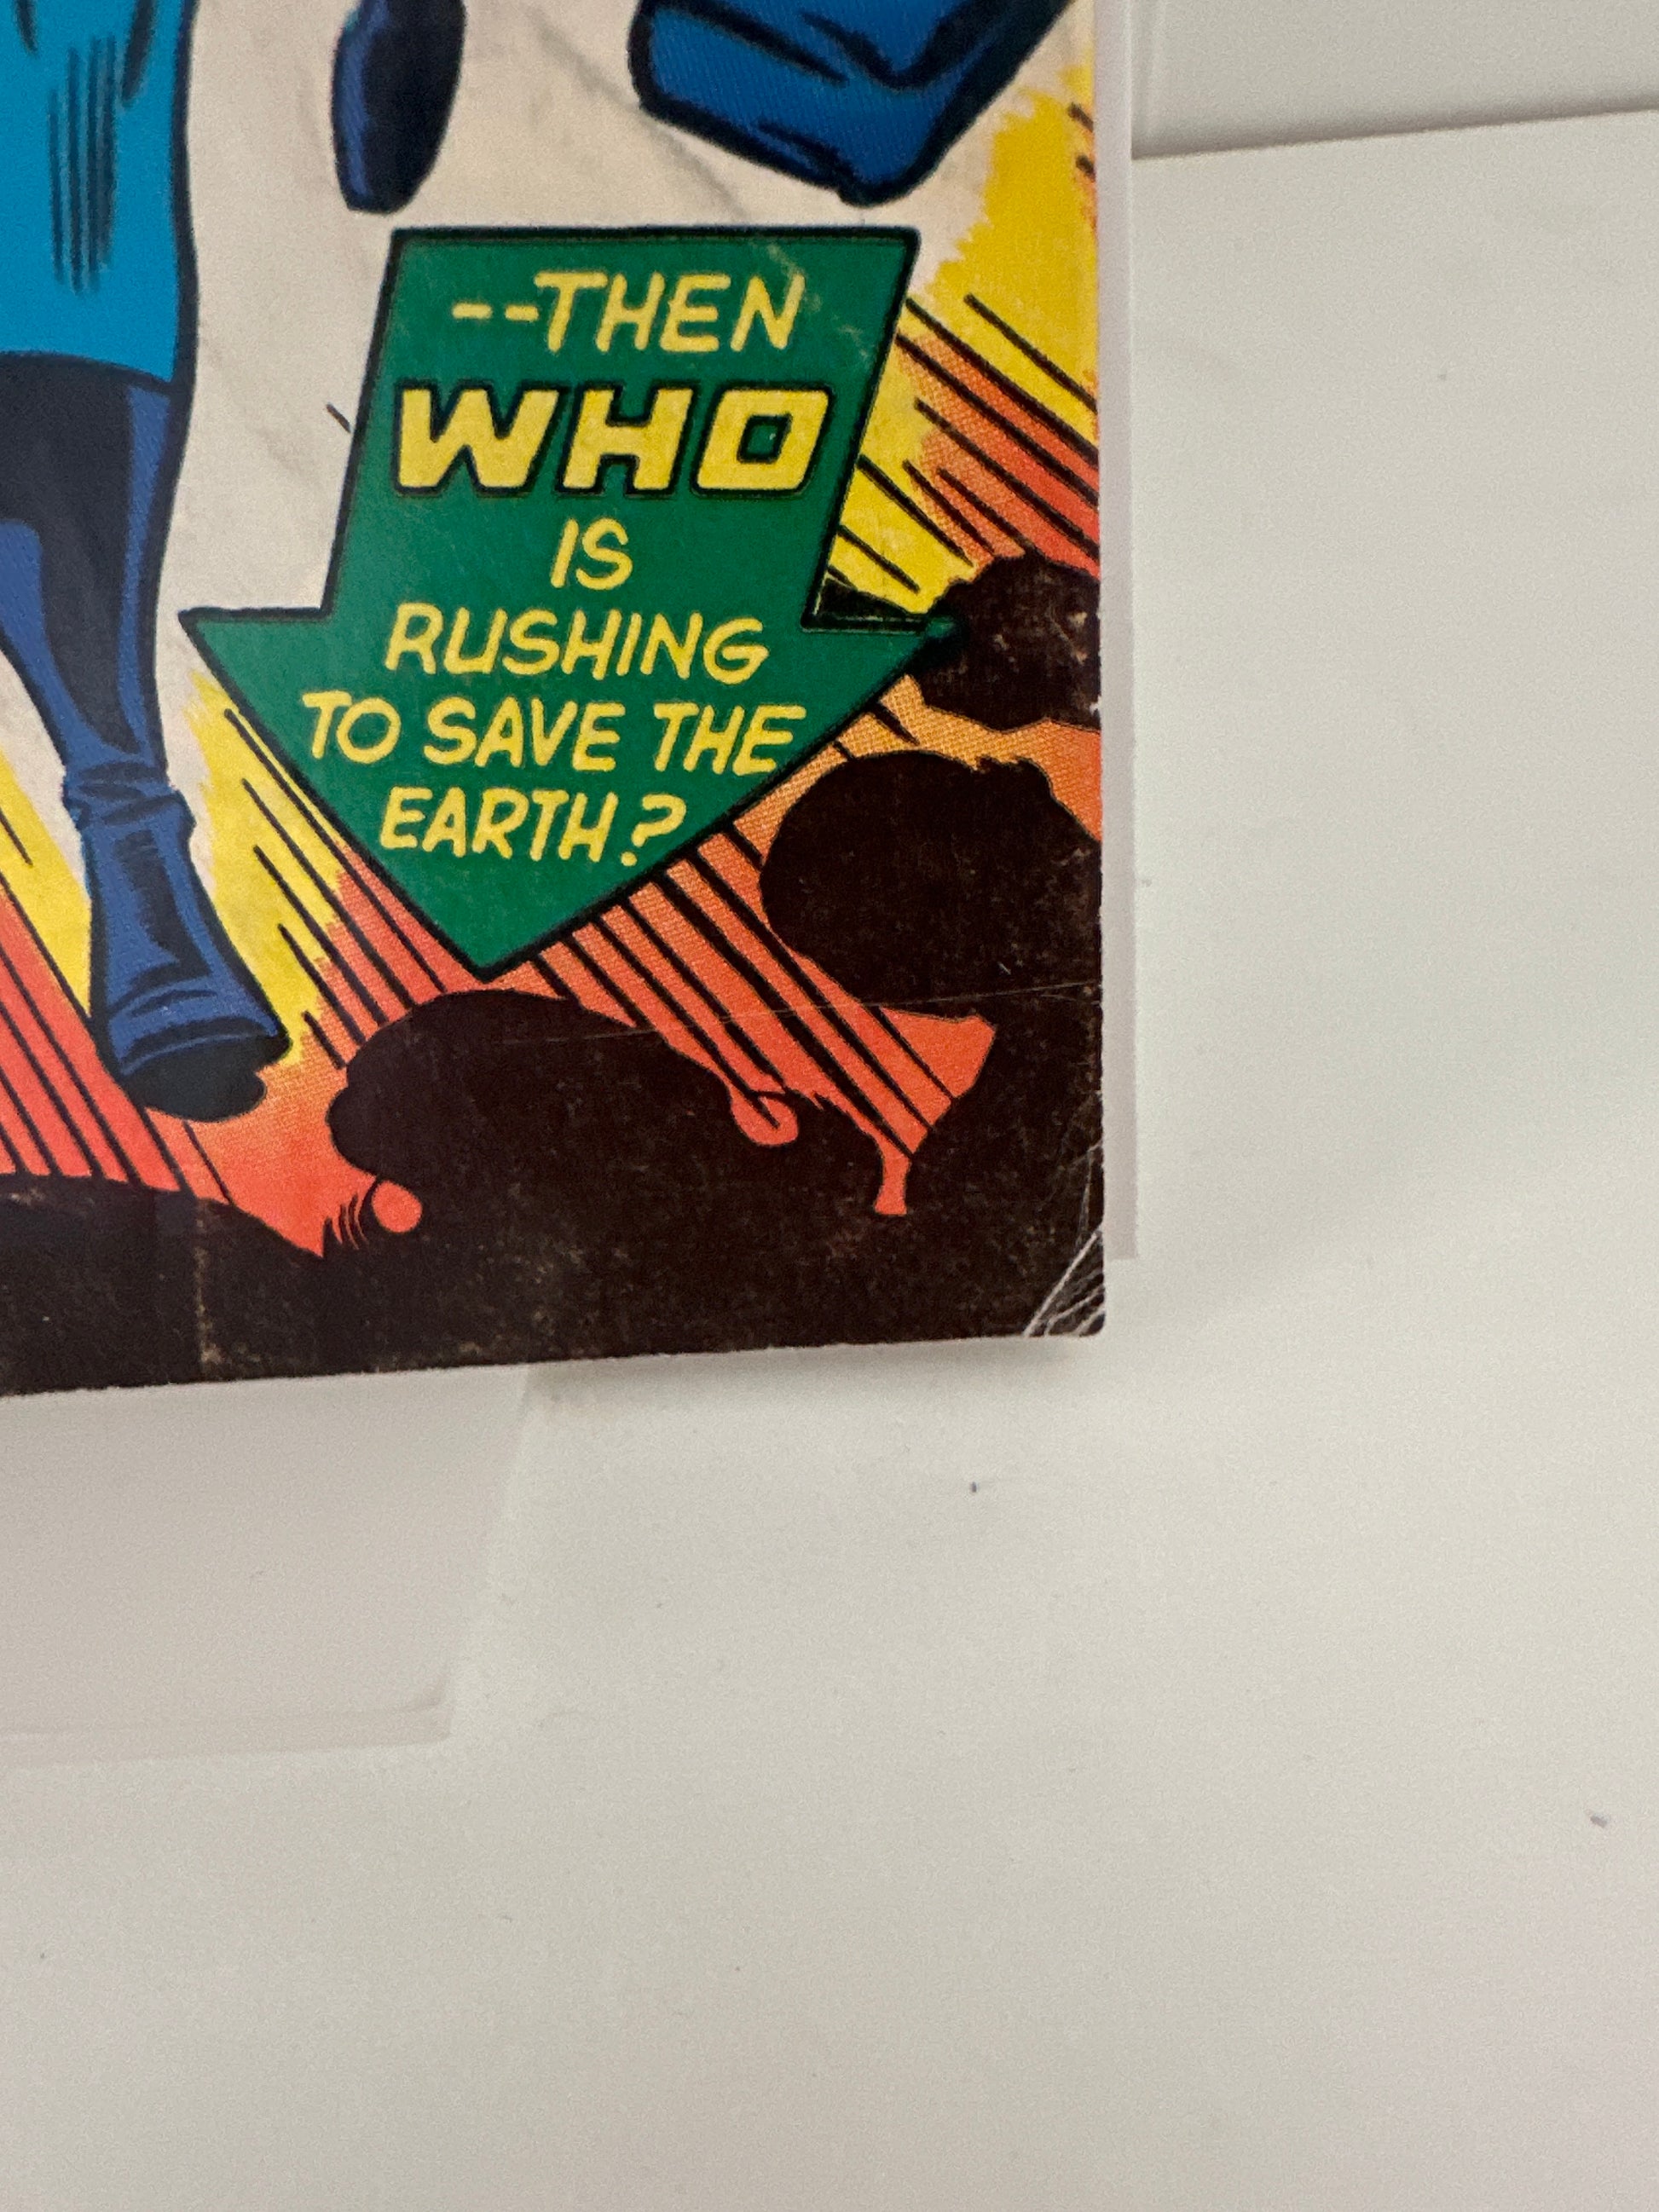 --THEN
WHO
IS
RUSHING
TO SAVE THE
EARTH?